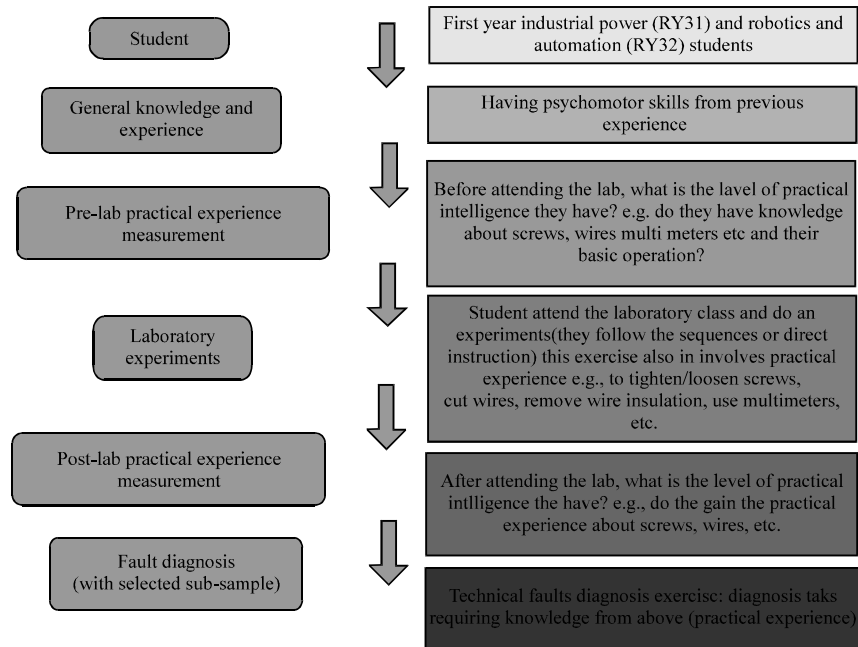 Student
First year industrial power (RY31) and robotics and
automation (RY32) students
General knowledge and
experience
Having psychomotor skills from previous
experience
Pre-lab practical experience
measurement
Before attending the lab, what is the lavel of practical
intelligence they have? e.g. do they have knowledge
about screws, wires multi meters etc and their
basic operation?
Laboratory
experiments
Student attend the laboratory class and do an
experiments(they follow the sequences or direct
instruction) this exercise also in involves practical
experience e.g., to tighten/loosen screws,
cut wires, remove wire insulation, use multimeters,
etc.
Post-lab practical experience
measurement
After attending the lab, what is the level of practical
intlligence the have? e.g., do the gain the practical
experience about screws, wires, etc.
Fault diagnosis
(with selected sub-sample)
Technical faults diagnosis exercisc: diagnosis taks
requiring knowledge from above (practical experience)